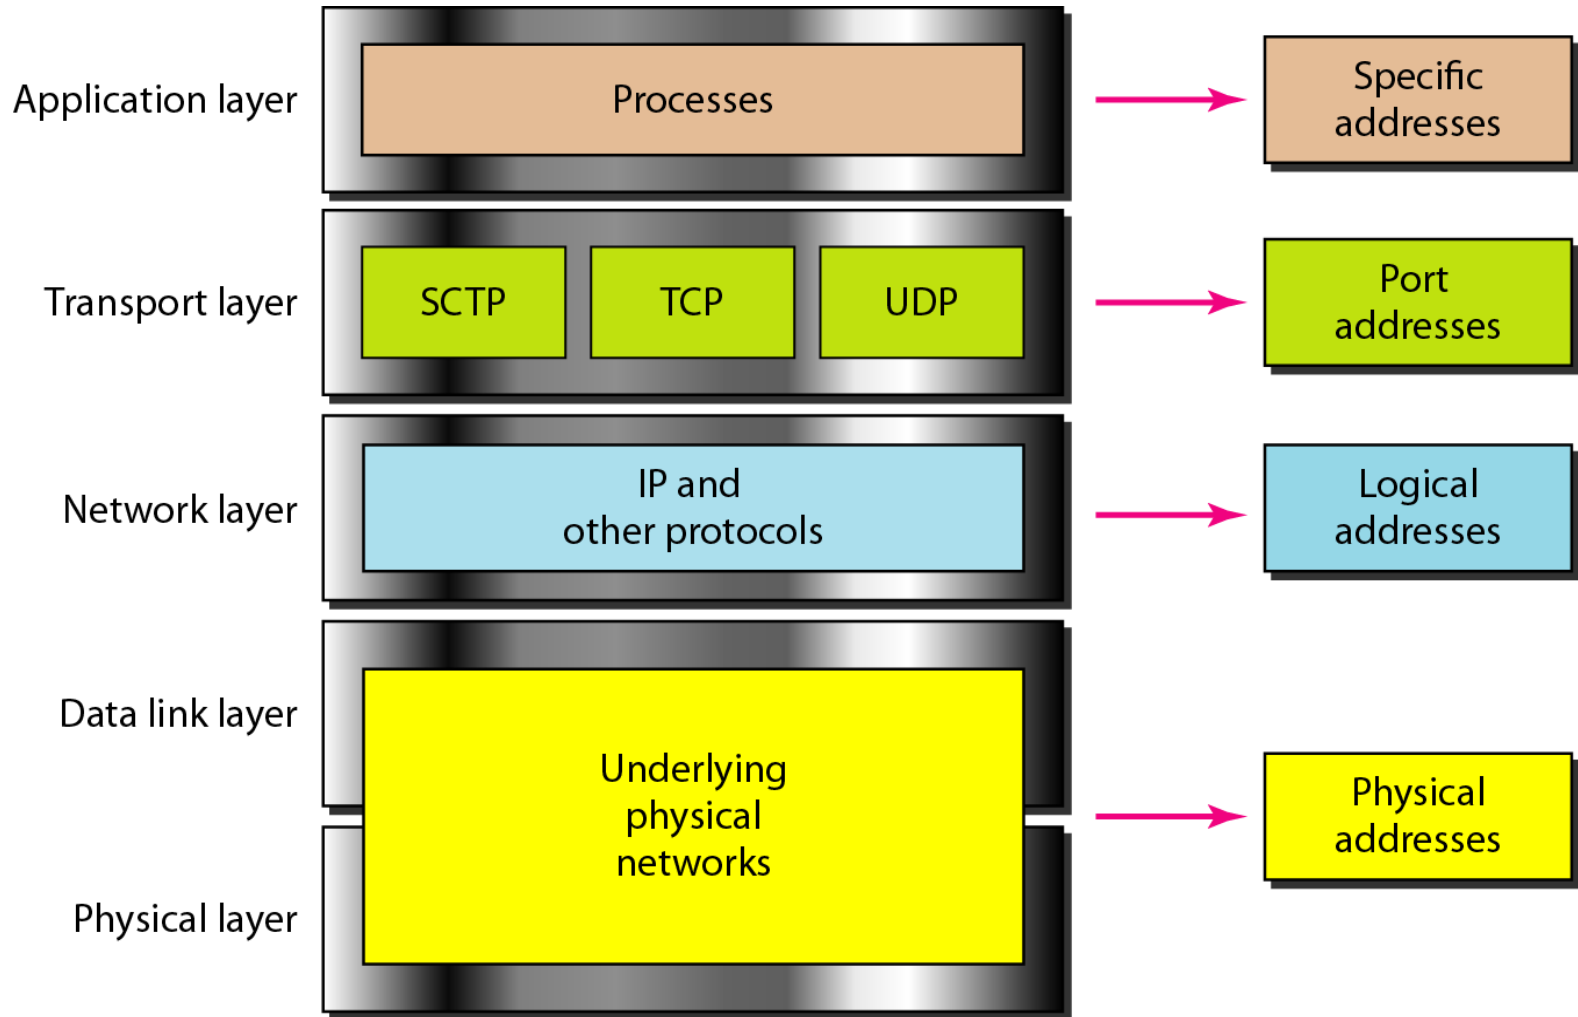 Application layer
Processes
Specific
addresses
Transport layer
SCTP
TCP
UDP
Port
addresses
Network layer
IP and
other protocols
Logical
addresses
Data link layer
Underlying
physical
networks
Physical
addresses
Physical layer